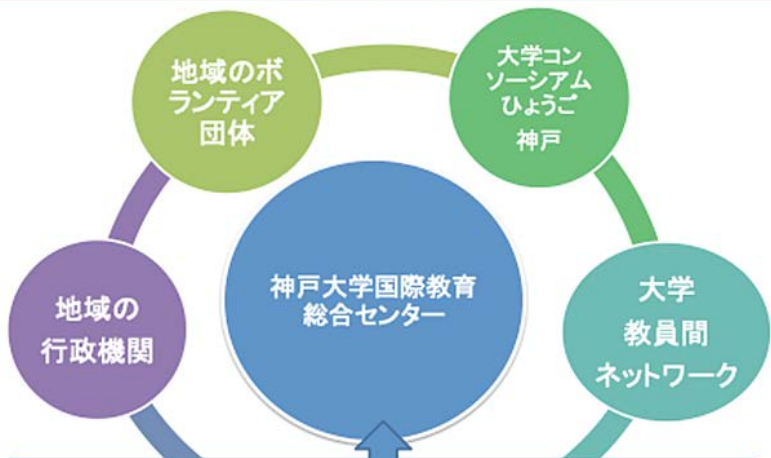 地域のボ
ランティア
団体
大学コン
ソーシアム
ひょうご
神戸
神戸大学国際教育
総合センター
地域の
行政機関
大学
教員間
ネットワーク